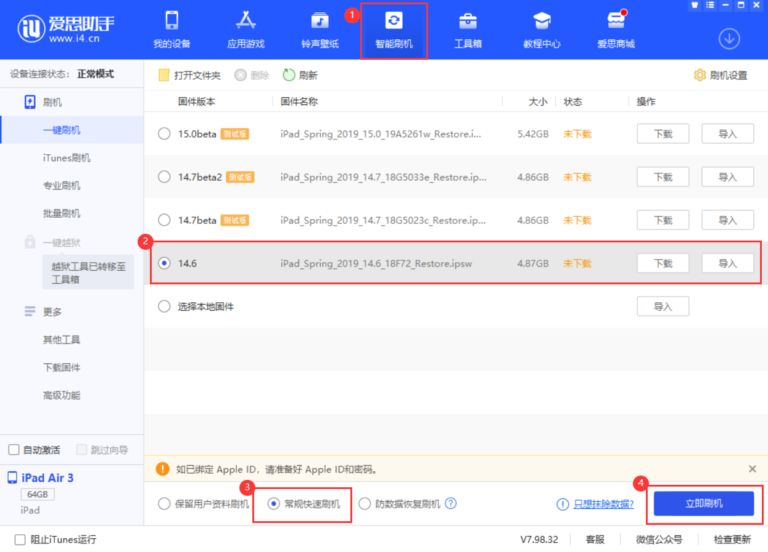 爱思助手
www.i4.cn
我的设备
应用游戏
铃声壁纸
1
智能刷机
工具箱
教程中心
爱思商城
设备连接状态：正常模式
打开文件夹 删除 刷新 刷机设置
刷机
一键刷机
iTunes刷机
专业刷机
批量刷机
一键越狱
越狱工具已转移至
工具箱
更多
其他工具
下载固件
高级功能
固件版本 固件名称 大小 状态 操作
15.0beta 测试版 iPad_Spring_2019_15.0_19A5261w_Restore.i... 5.42GB 未下载 下载 导入
14.7beta2 测试版 iPad_Spring_2019_14.7_18G5033e_Restore.ip... 4.86GB 未下载 下载 导入
14.7beta 测试版 iPad_Spring_2019_14.7_18G5023c_Restore.ip... 4.86GB 未下载 下载 导入
2
14.6 iPad_Spring_2019_14.6_18F72_Restore.ipsw 4.87GB 未下载 下载 导入
选择本地固件 导入
自动激活 跳过向导
iPad Air 3
64GB
iPad
如已绑定 Apple ID，请准备好 Apple ID和密码。
保留用户资料刷机 3 常规快速刷机 防数据恢复刷机 ? 只想抹除数据? 4 立即刷机
阻止iTunes运行 V7.98.32 客服 微信公众号 检查更新